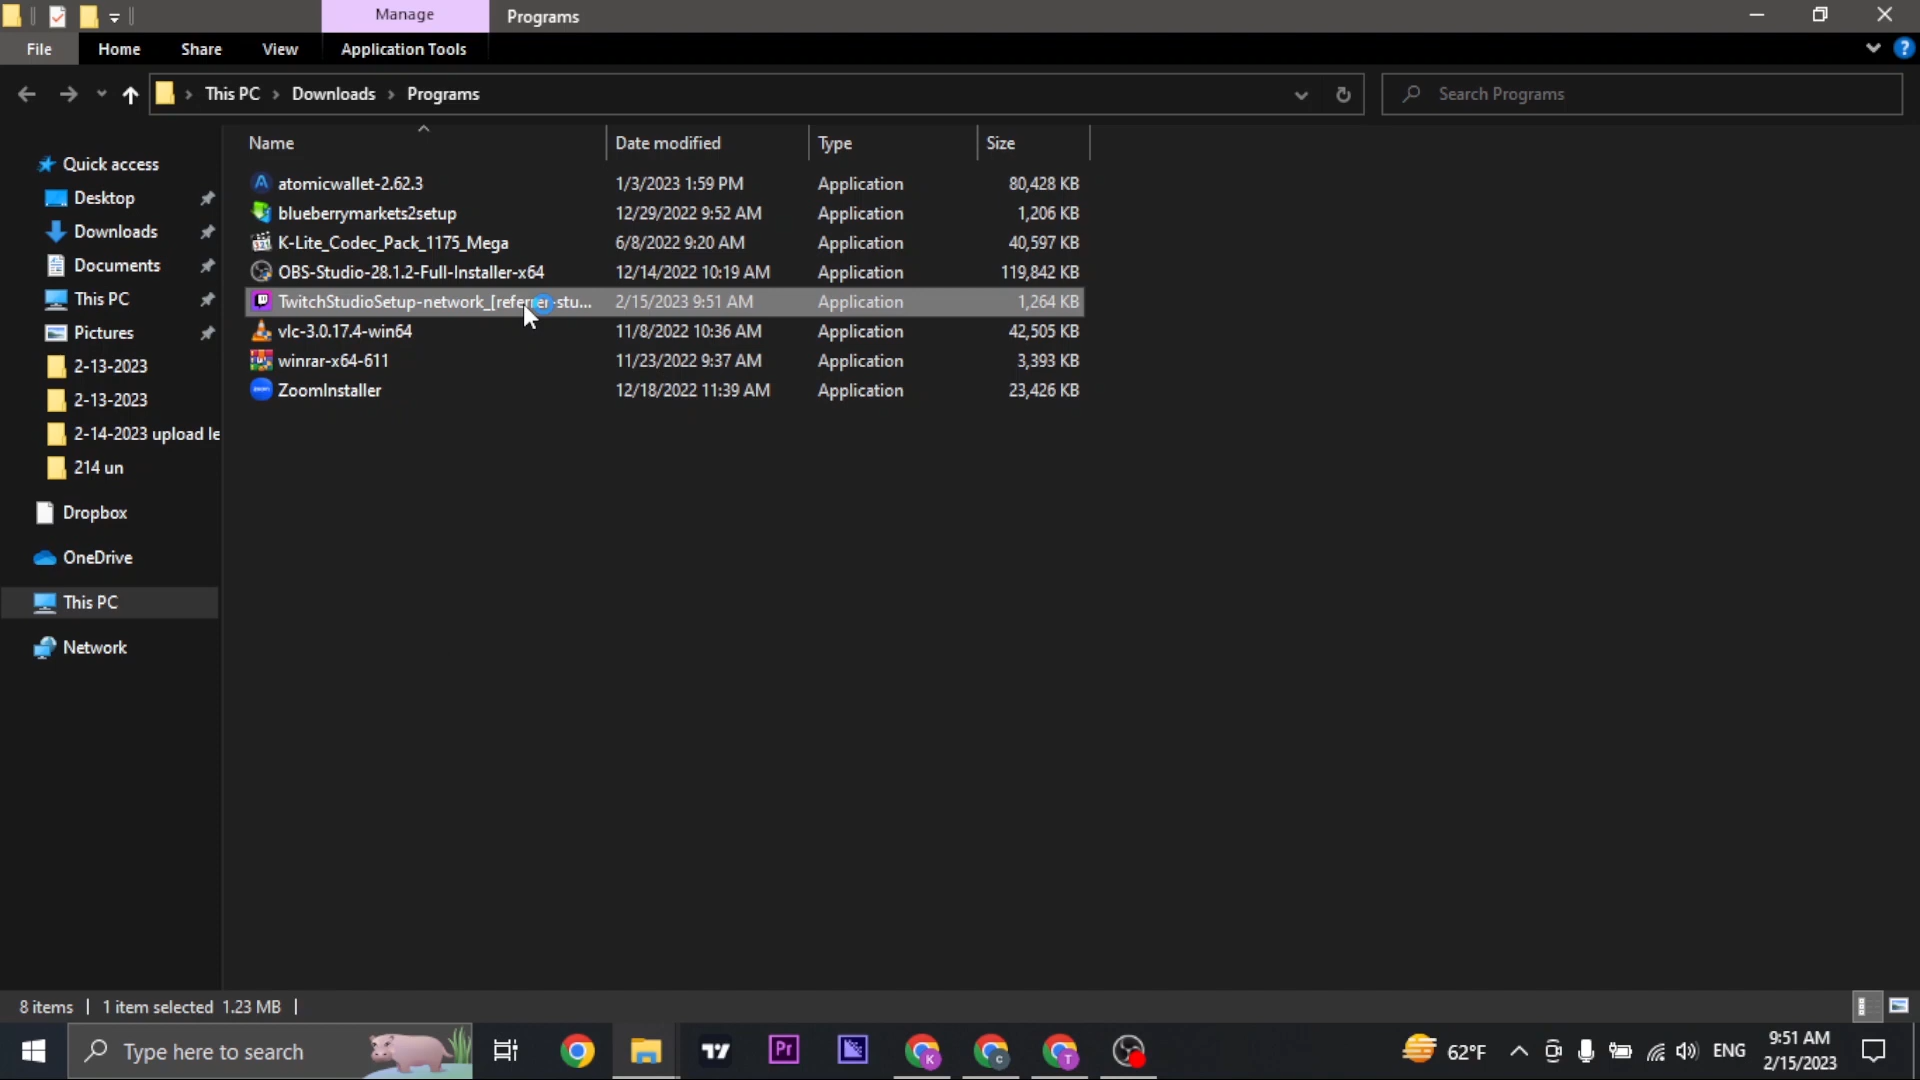 Manage
Programs
File
Home
Share
View
Application Tools
This PC
Downloads
Programs
Search Programs
Name
Date modified
Type
Size
atomicwallet-2.62.3 1/3/2023 1:59 PM Application 80,428 KB
blueberrymarkets2setup 12/29/2022 9:52 AM Application 1,206 KB
K-Lite_Codec_Pack_1175_Mega 6/8/2022 9:20 AM Application 40,597 KB
OBS-Studio-28.1.2-Full-Installer-x64 12/14/2022 10:19 AM Application 119,842 KB
TwitchStudioSetup-network_[referrer-stu... 2/15/2023 9:51 AM Application 1,264 KB
vlc-3.0.17.4-win64 11/8/2022 10:36 AM Application 42,505 KB
winrar-x64-611 11/23/2022 9:37 AM Application 3,393 KB
ZoomInstaller 12/18/2022 11:39 AM Application 23,426 KB
Quick access
Desktop
Downloads
Documents
This PC
Pictures
2-13-2023
2-13-2023
2-14-2023 upload le
214 un
Dropbox
OneDrive
This PC
Network
8 items
1 item selected 1.23 MB
Type here to search
Pr
K
C
T
62°F
ENG
9:51 AM
2/15/2023